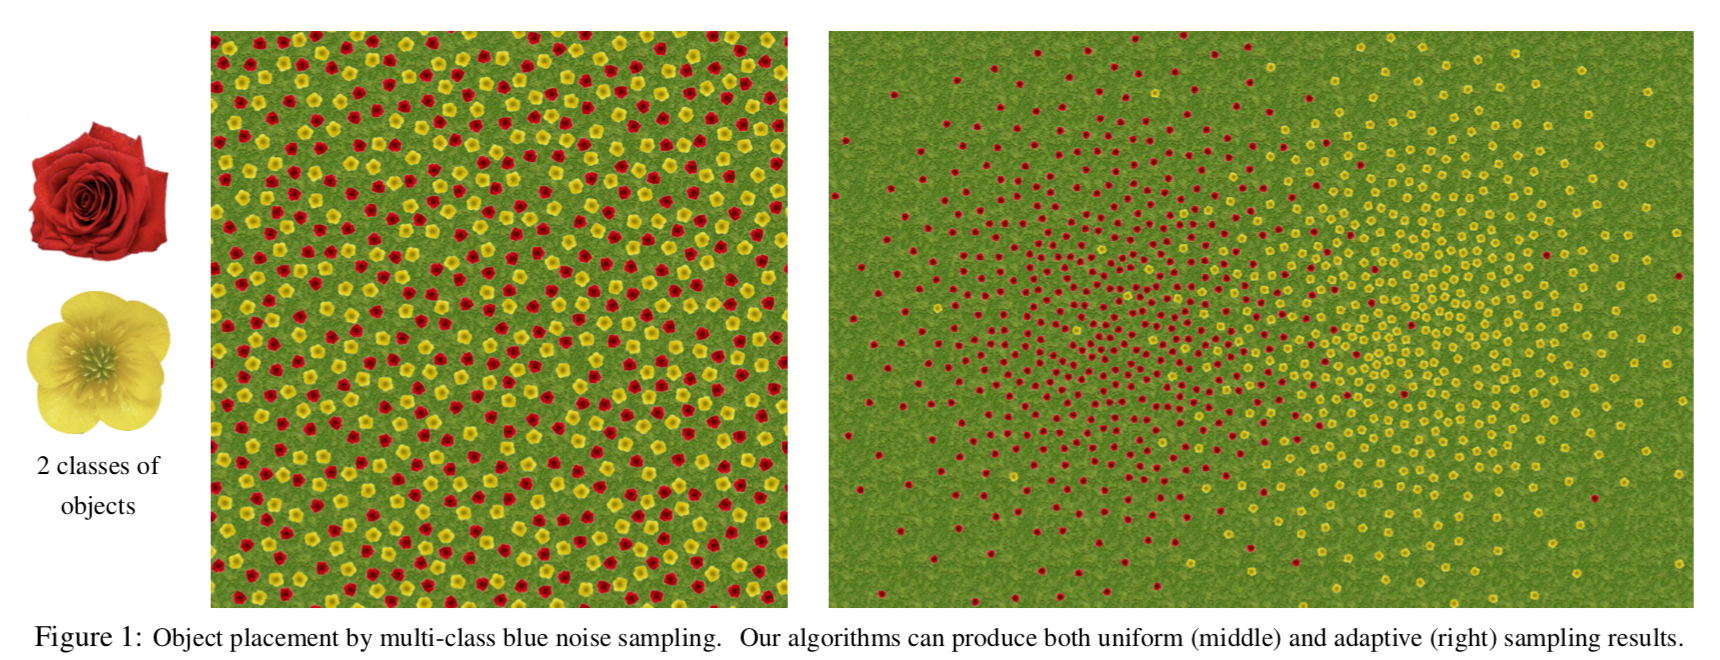 2 classes of
objects
Figure 1: Object placement by multi-class blue noise sampling. Our algorithms can produce both uniform (middle) and adaptive (right) sampling results.